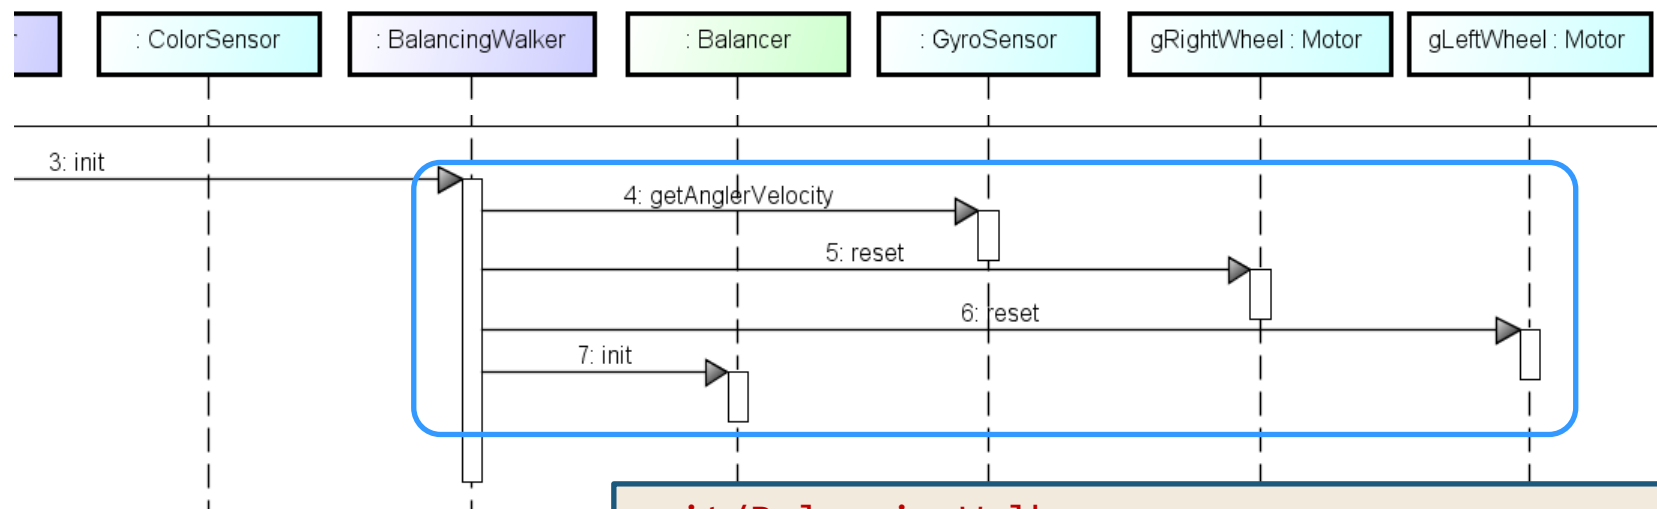 : ColorSensor
: BalancingWalker
: Balancer
: GyroSensor
gRightWheel : Motor
gLeftWheel : Motor
3: init
4: getAnglerVelocity
5: reset
6: reset
7: init